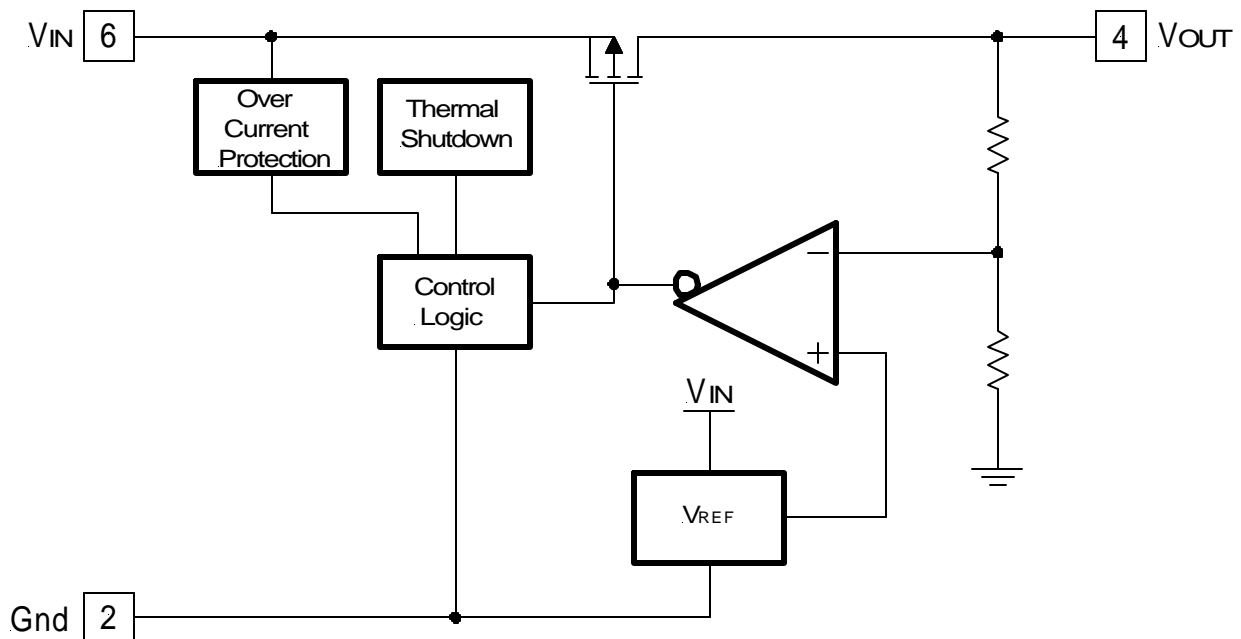 VIN 6
4 VOUT
Over
Current
Protection
Thermal
Shutdown
Control
Logic
−
+
VIN
VREF
Gnd 2